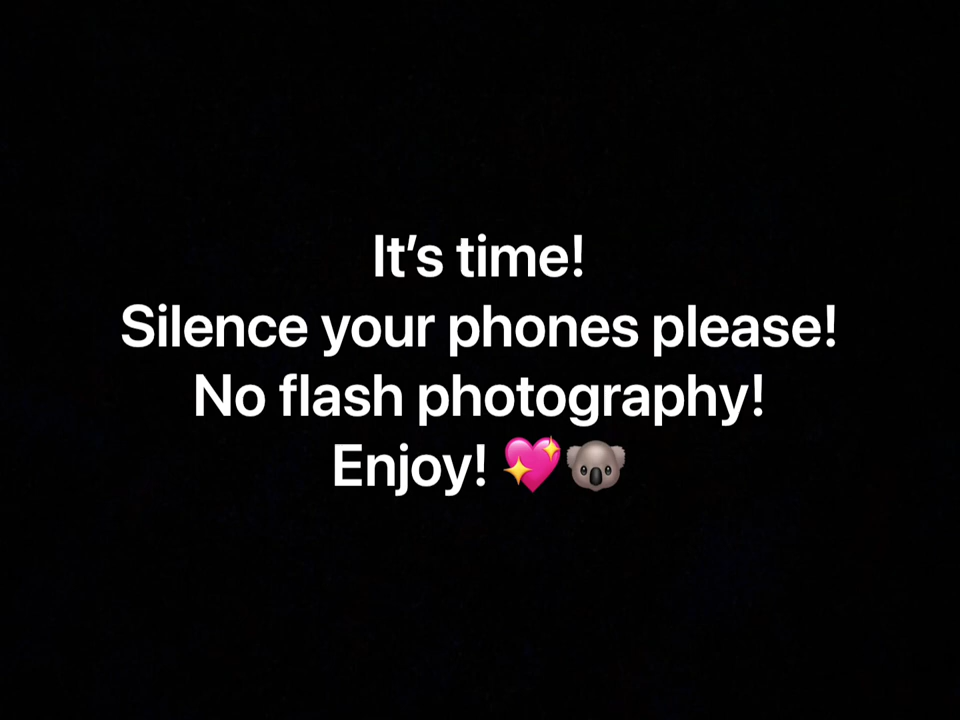 It’s time!
Silence your phones please!
No flash photography!
Enjoy! 💖🐨